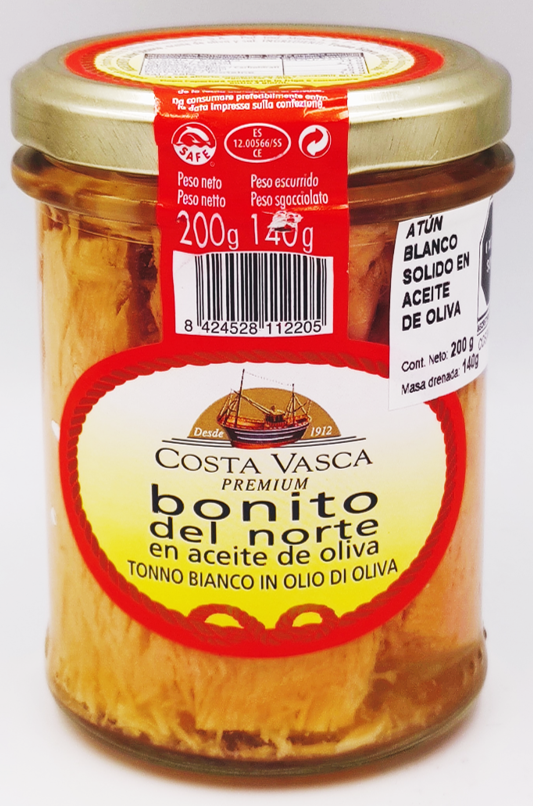 Da consumare preferibilmente entro
la data impressa sulla confezione
SAFE
ES
12.00566/SS
CE
Peso neto Peso escurrido
Peso netto Peso sgocciolato
200g 140g
8 424528 112205
ATÚN
BLANCO
SOLIDO EN
ACEITE
DE OLIVA
Cont. Neto: 200 g
Masa drenada: 140g
Desde 1912
COSTA VASCA
PREMIUM
bonito
del norte
en aceite de oliva
TONNO BIANCO IN OLIO DI OLIVA